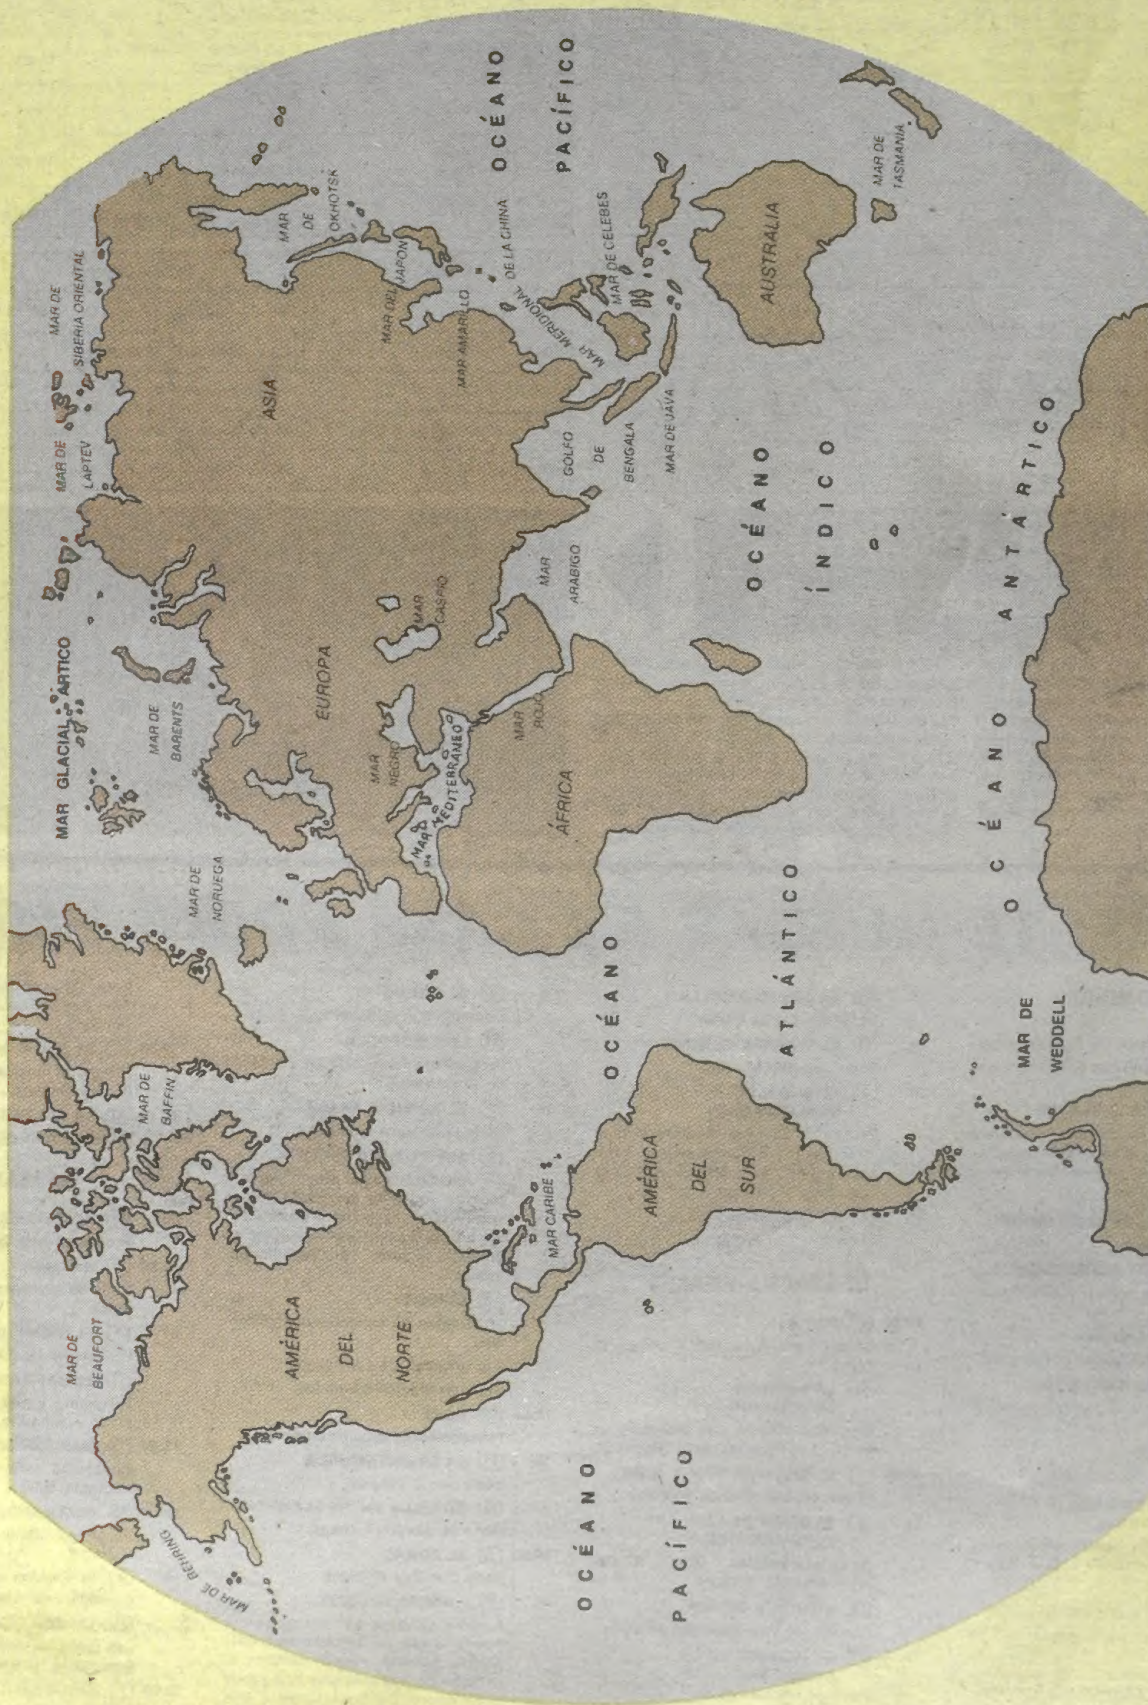 MAR GLACIAL ÁRTICO
MAR DE
LAPTEV
MAR DE
SIBERIA ORIENTAL
MAR DE
BEAUFORT
MAR DE
BAFFIN
MAR DE
NORUEGA
MAR DE
BARENTS
MAR DE BEHRING
AMÉRICA
DEL
NORTE
EUROPA
ASIA
MAR
DE
OKHOTSK
MAR
NEGRO
MAR
CASPIO
MAR DEL JAPON
MAR MEDITERRÁNEO
MAR AMARILLO
OCÉANO
PACÍFICO
MAR
ROJO
MAR
ARABIGO
GOLFO
DE
BENGALA
MAR MERIDIONAL DE LA CHINA
MAR DE CELEBES
MAR DE JAVA
MAR CARIBE
ÁFRICA
OCÉANO
PACÍFICO
AMÉRICA
DEL
SUR
OCÉANO
ATLÁNTICO
OCÉANO
ÍNDICO
AUSTRALIA
MAR DE
TASMANIA
MAR DE
WEDDELL
OCÉANO ANTÁRTICO